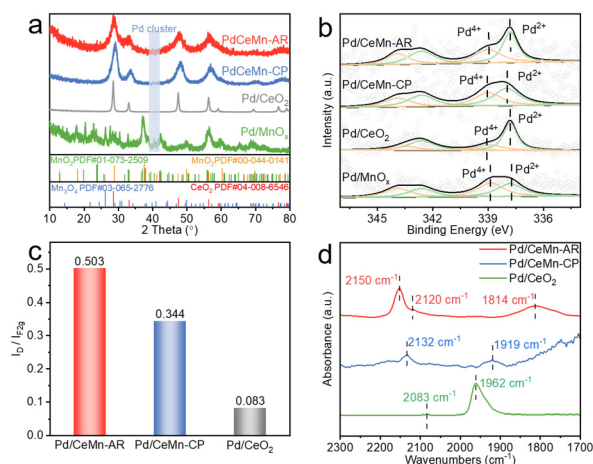 a
Pd cluster
PdCeMn-AR
PdCeMn-CP
Pd/CeO₂
Pd/MnOₓ
MnO₂PDF#01-073-2509
MnO₂PDF#00-044-0141
Mn₃O₄ PDF#03-065-2776
CeO₂ PDF#04-008-6546
10 20 30 40 50 60 70 80
2 Theta (°)
b
Intensity (a.u.)
Pd/CeMn-AR
Pd⁴⁺
Pd²⁺
Pd/CeMn-CP
Pd⁴⁺
Pd²⁺
Pd/CeO₂
Pd⁴⁺
Pd²⁺
Pd/MnOₓ
Pd⁴⁺
Pd²⁺
345 342 339 336
Binding Energy (eV)
c
I_D / I_F2g
0.5
0.4
0.3
0.2
0.1
0.0
0.503
0.344
0.083
Pd/CeMn-AR Pd/CeMn-CP Pd/CeO₂
d
Absorbance (a.u.)
Pd/CeMn-AR
Pd/CeMn-CP
Pd/CeO₂
2150 cm⁻¹
2120 cm⁻¹
1814 cm⁻¹
2132 cm⁻¹
1919 cm⁻¹
2083 cm⁻¹
1962 cm⁻¹
2300 2200 2100 2000 1900 1800 1700
Wavenumbers (cm⁻¹)